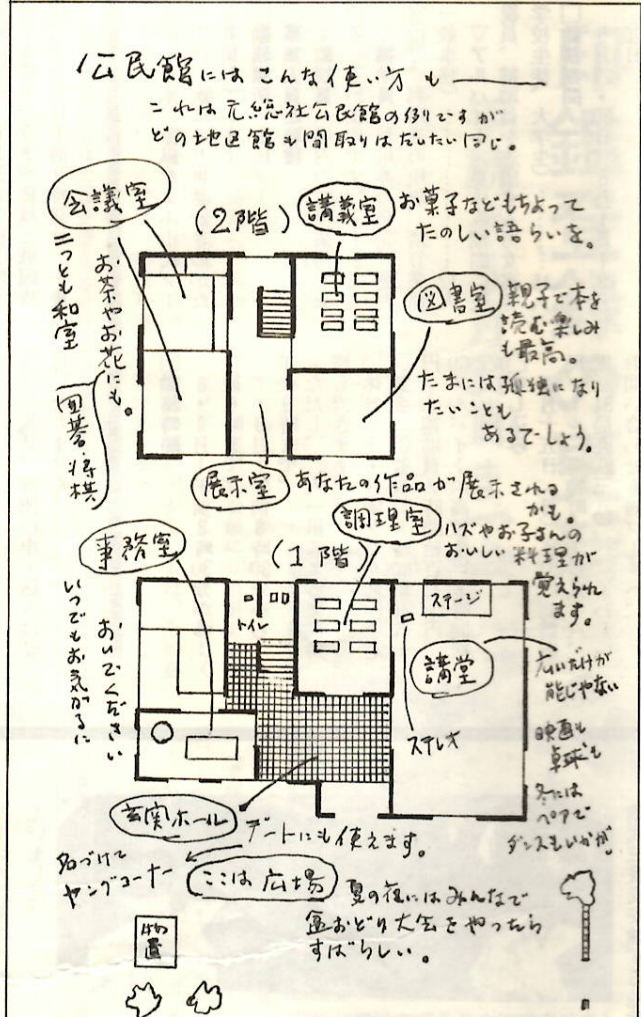 公民館にはこんな使い方も――
これは元総社公民館の例ですが
どの地区館も間取りはだいたい同じ。
会議室
二つとも和室
お茶やお花にも。
囲碁・将棋
(2階)
講義室
お菓子などもちよって
たのしい語らいを。
図書室
親子で本を
読む楽しみ
も最高。
たまには孤独になり
たいことも
あるでしょう。
展示室
あなたの作品が展示される
かも。
事務室
いつでもお気がるに
おいでください
(1階)
調理室
ハズやお子さんの
おいしい料理が
覚えられ
ます。
トイレ
ステージ
講堂
ステレオ
広いだけが
能じゃない
映画も
卓球も
冬には
ペアで
ダンスもいかが
玄関ホール
デートにも使えます。
名づけて
ヤングコーナー
ここは広場
夏の夜にはみんなで
盆おどり大会をやったら
すばらしい。
物置